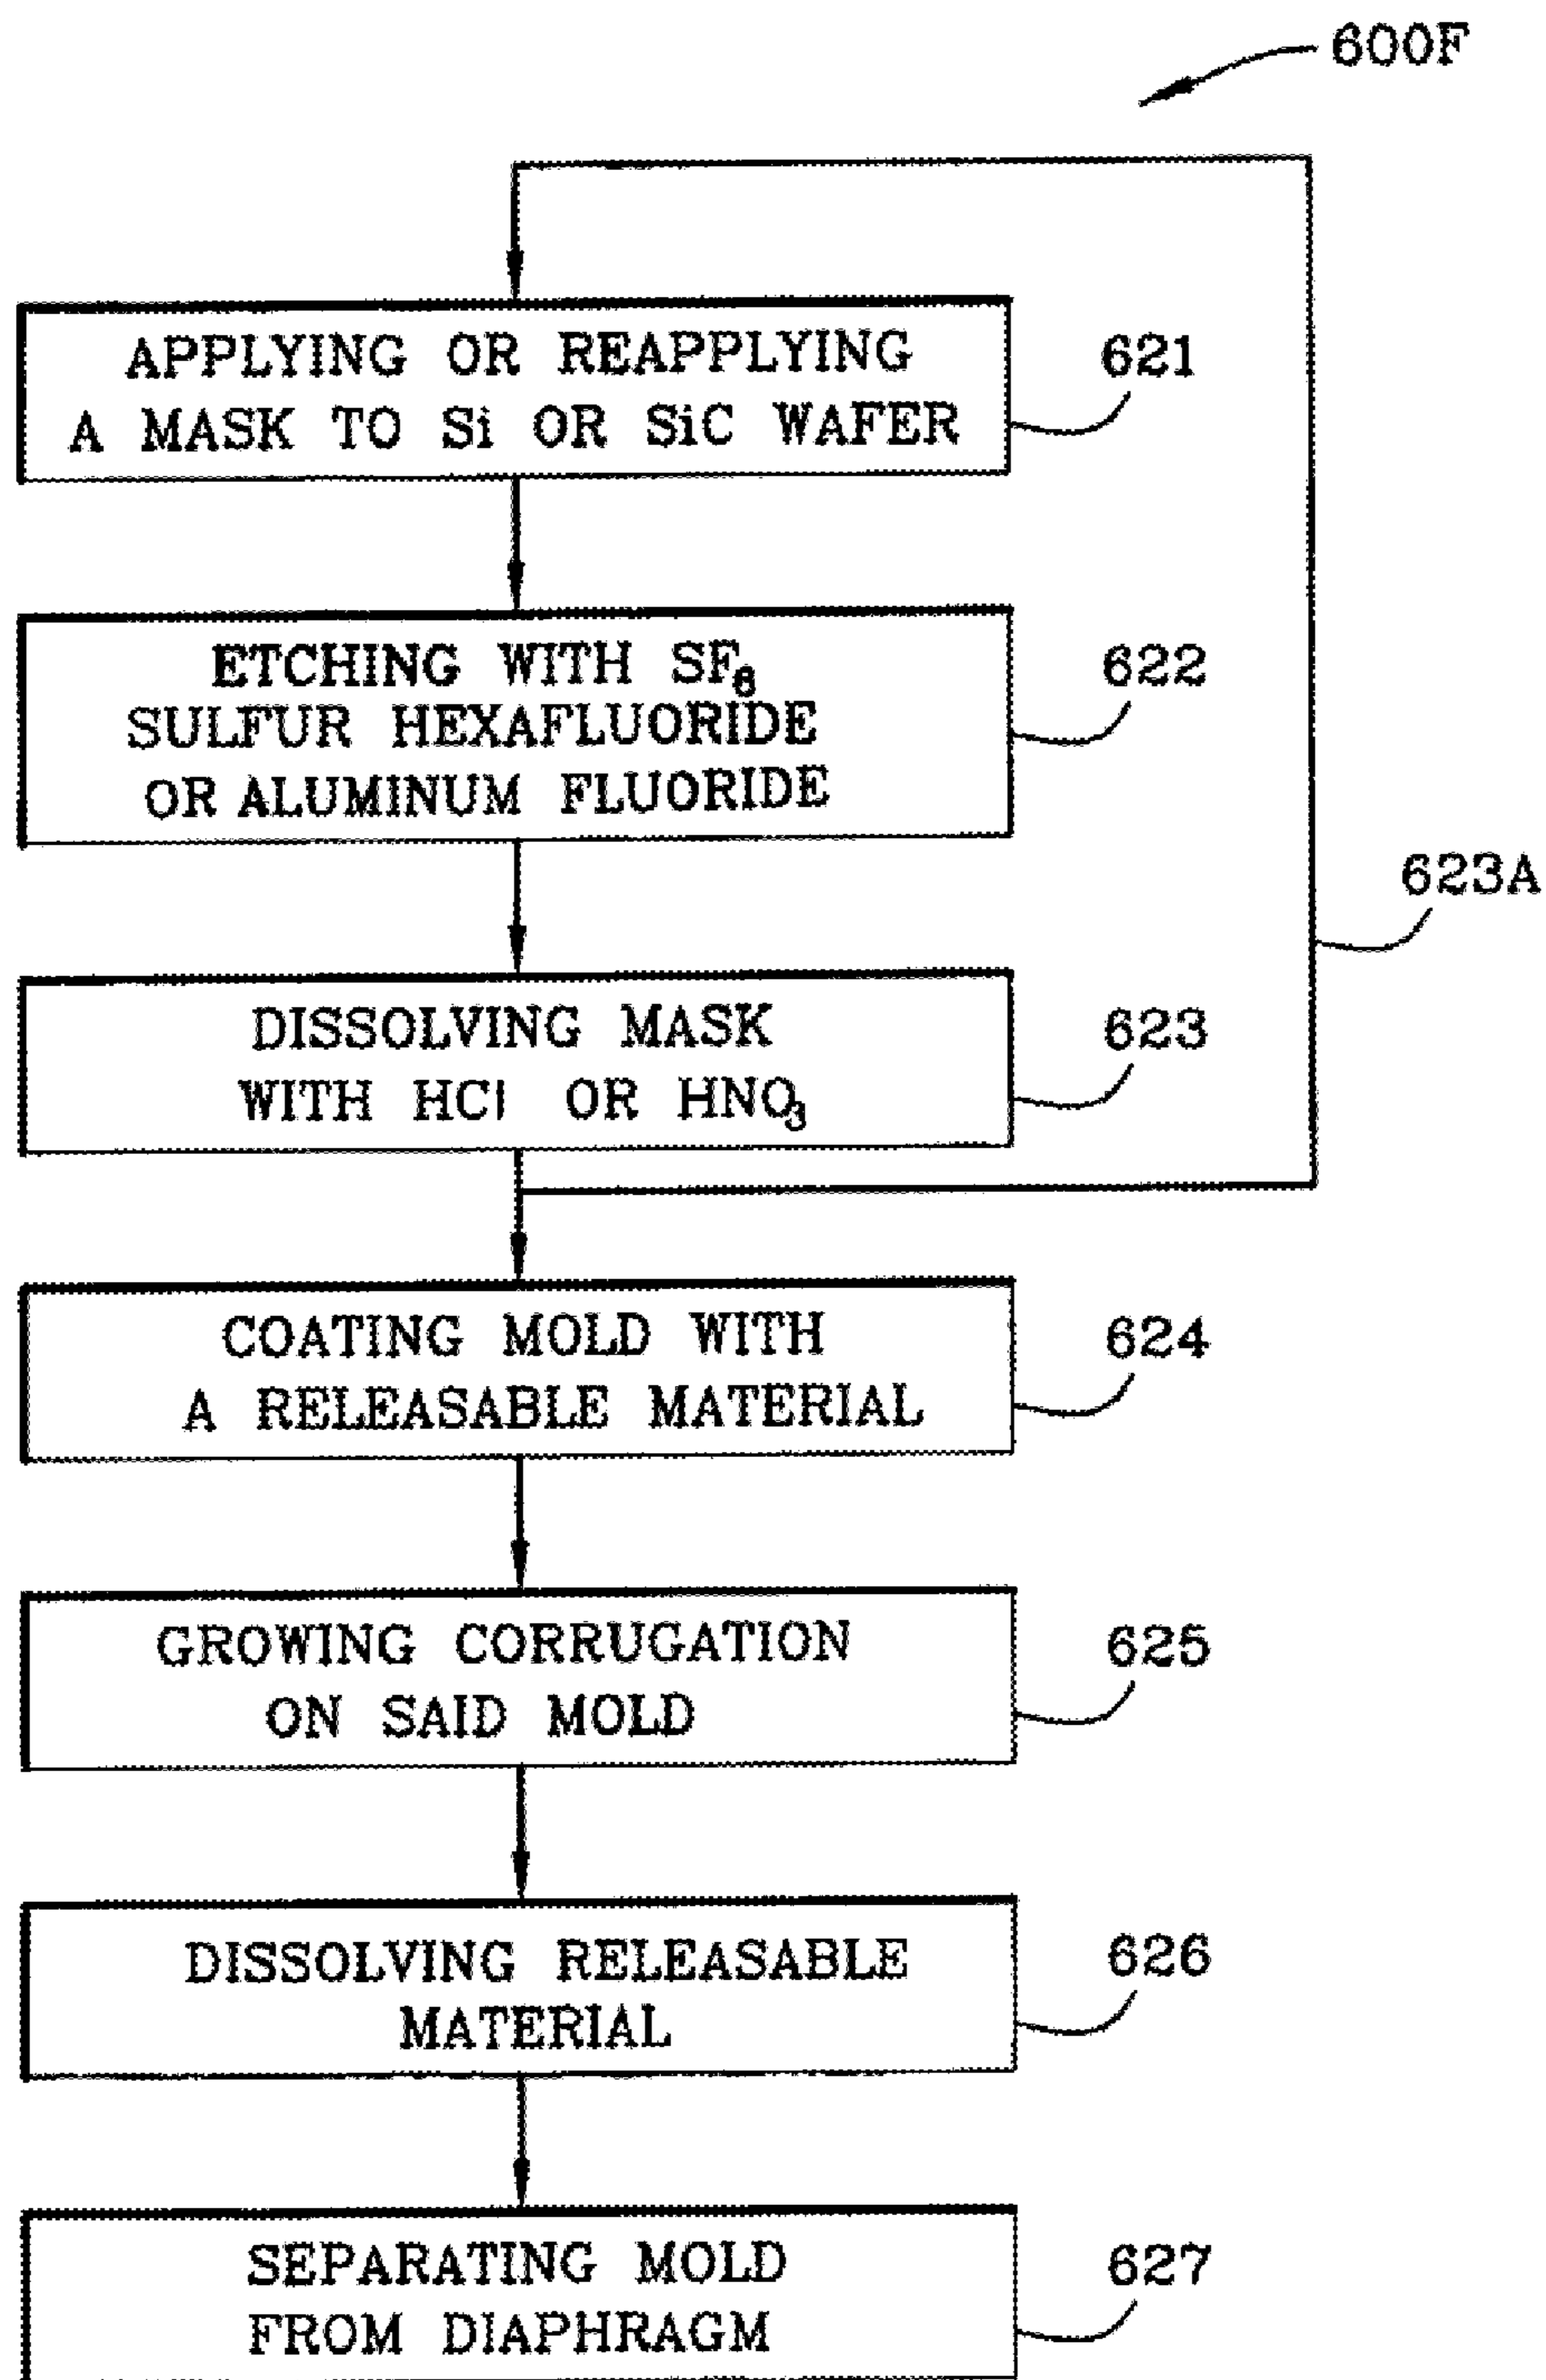 600F
APPLYING OR REAPPLYING
A MASK TO Si OR SiC WAFER
621
ETCHING WITH SF₆
SULFUR HEXAFLUORIDE
OR ALUMINUM FLUORIDE
622
623A
DISSOLVING MASK
WITH HCl OR HNO₃
623
COATING MOLD WITH
A RELEASABLE MATERIAL
624
GROWING CORRUGATION
ON SAID MOLD
625
DISSOLVING RELEASABLE
MATERIAL
626
SEPARATING MOLD
FROM DIAPHRAGM
627